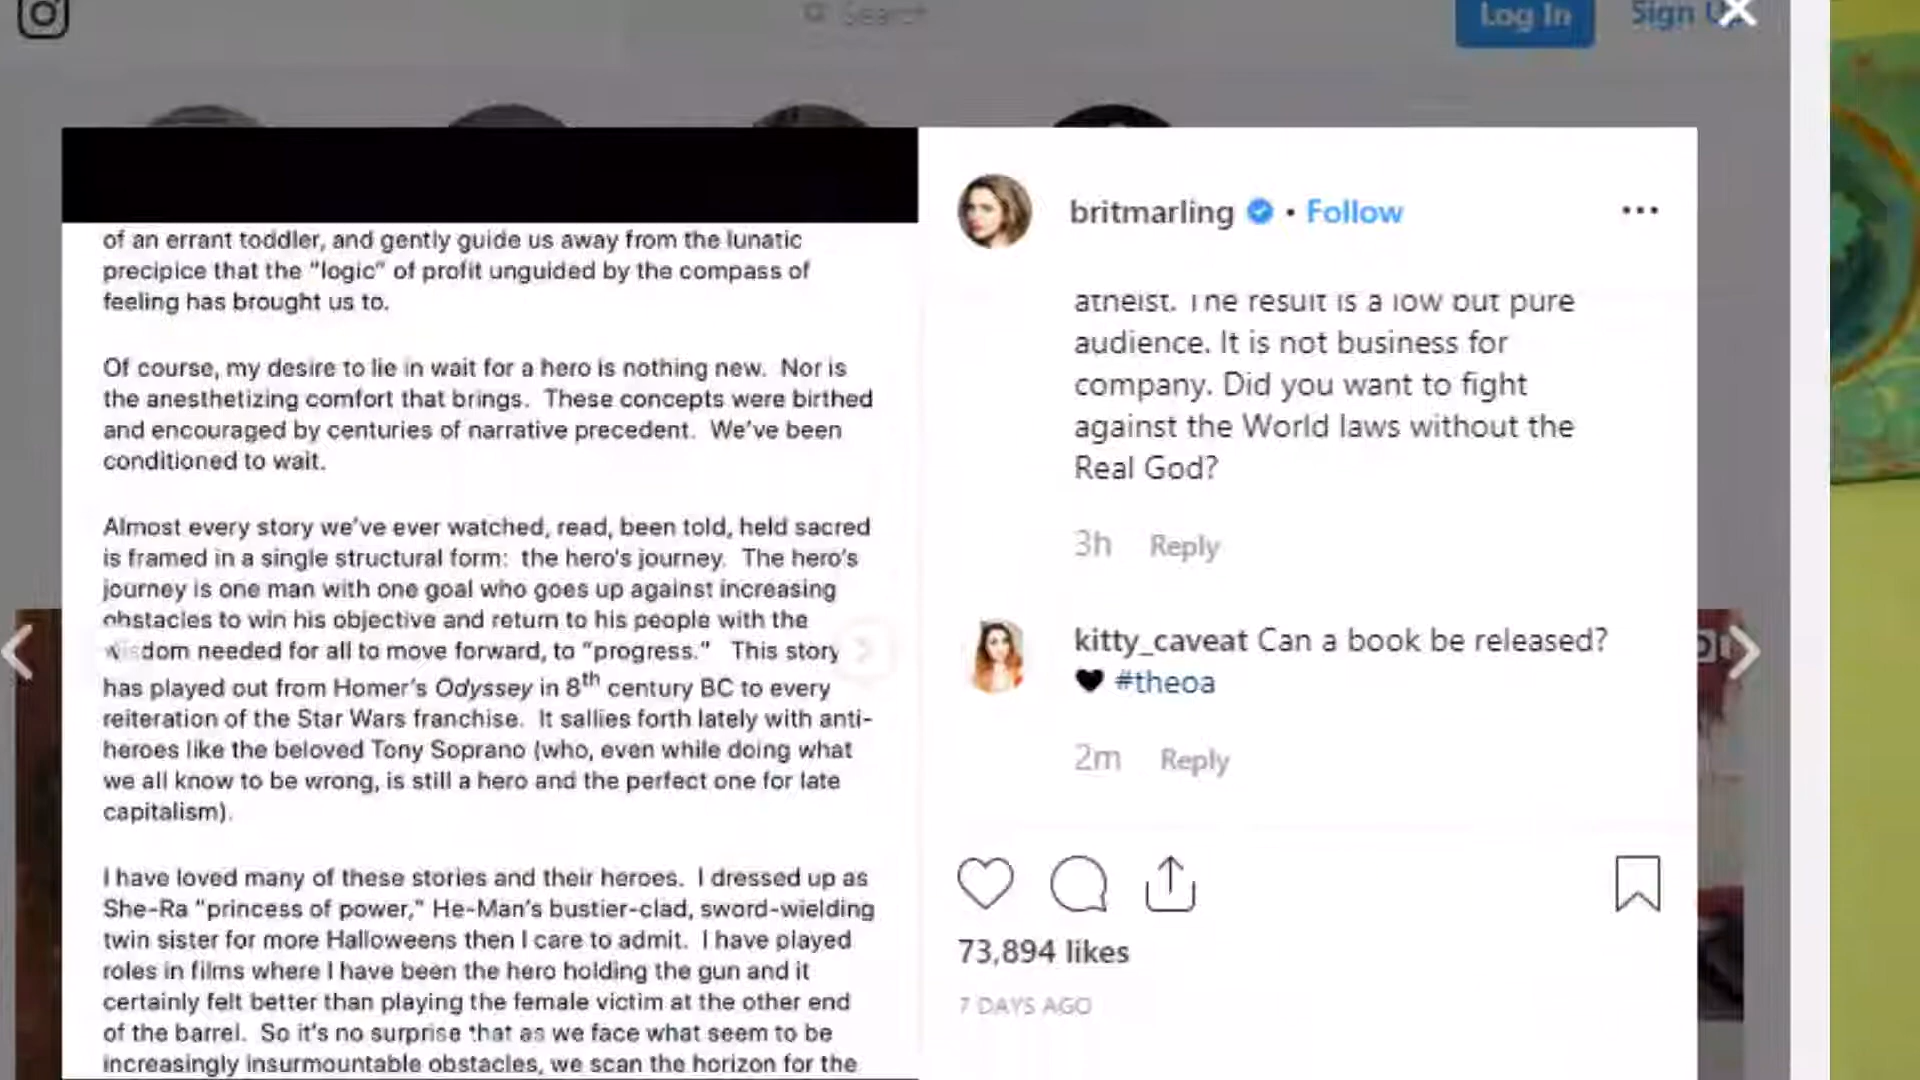 Search
Log In
Sign U
of an errant toddler, and gently guide us away from the lunatic
precipice that the "logic" of profit unguided by the compass of
feeling has brought us to.
Of course, my desire to lie in wait for a hero is nothing new. Nor is
the anesthetizing comfort that brings. These concepts were birthed
and encouraged by centuries of narrative precedent. We've been
conditioned to wait.
Almost every story we've ever watched, read, been told, held sacred
is framed in a single structural form: the hero's journey. The hero's
journey is one man with one goal who goes up against increasing
obstacles to win his objective and return to his people with the
wisdom needed for all to move forward, to "progress." This story
has played out from Homer's Odyssey in 8th century BC to every
reiteration of the Star Wars franchise. It sallies forth lately with anti-
heroes like the beloved Tony Soprano (who, even while doing what
we all know to be wrong, is still a hero and the perfect one for late
capitalism).
I have loved many of these stories and their heroes. I dressed up as
She-Ra "princess of power," He-Man's bustier-clad, sword-wielding
twin sister for more Halloweens then I care to admit. I have played
roles in films where I have been the hero holding the gun and it
certainly felt better than playing the female victim at the other end
of the barrel. So it's no surprise that as we face what seem to be
increasingly insurmountable obstacles, we scan the horizon for the
britmarling • Follow
atheist. The result is a low but pure
audience. It is not business for
company. Did you want to fight
against the World laws without the
Real God?
3h Reply
kitty_caveat Can a book be released?
🖤 #theoa
2m Reply
73,894 likes
7 DAYS AGO